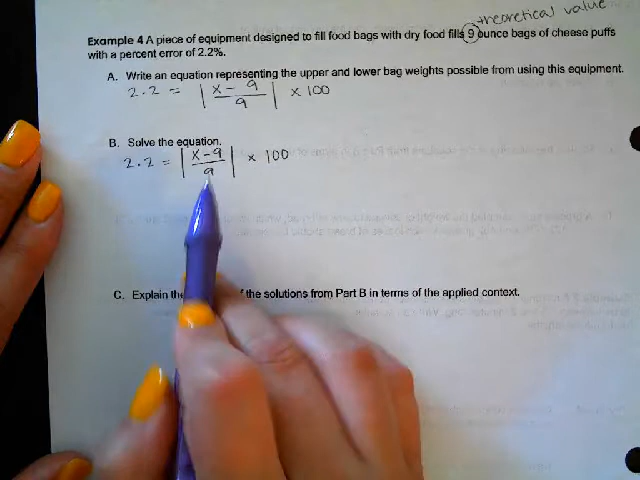 theoretical value
Example 4 A piece of equipment designed to fill food bags with dry food fills 9 ounce bags of cheese puffs
with a percent error of 2.2%.
A. Write an equation representing the upper and lower bag weights possible from using this equipment.
2.2 = | x - 9 / 9 | × 100
B. Solve the equation.
2.2 = | x - 9 / 9 | × 100
C. Explain the of the solutions from Part B in terms of the applied context.